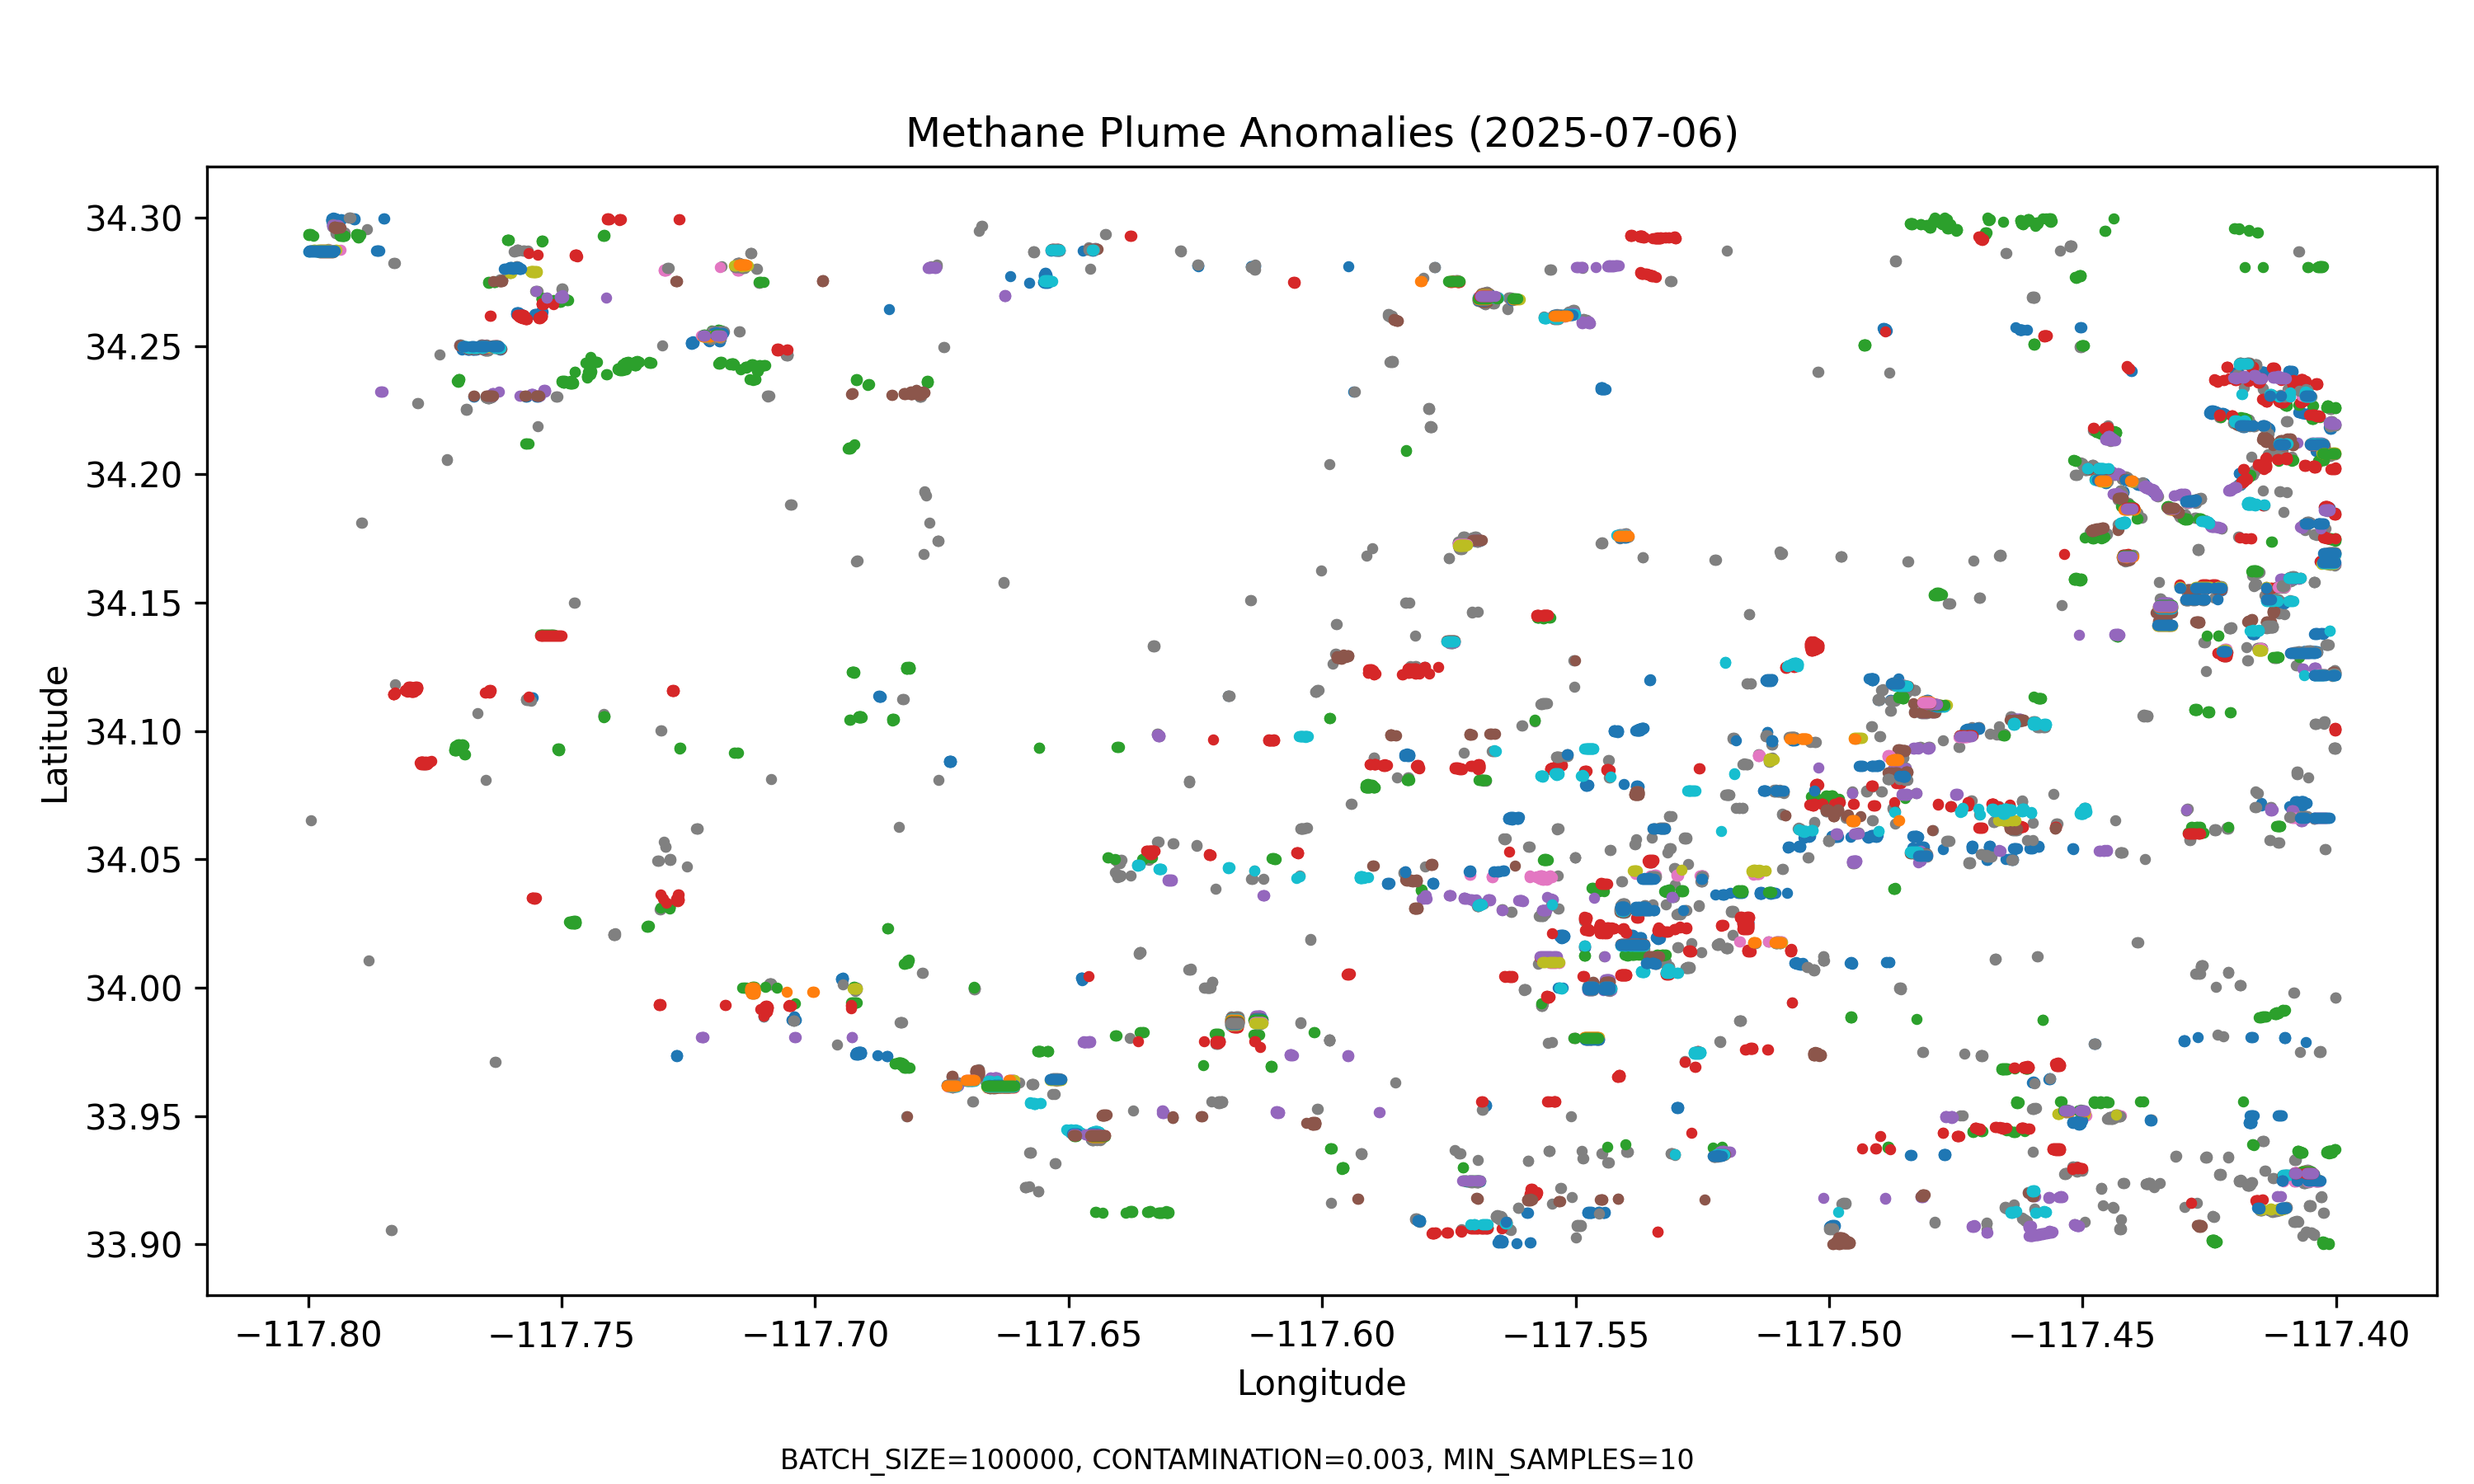 Methane Plume Anomalies (2025-07-06)
34.30
34.25
34.20
34.15
34.10
34.05
34.00
33.95
33.90
Latitude
−117.80 −117.75 −117.70 −117.65 −117.60 −117.55 −117.50 −117.45 −117.40
Longitude
BATCH_SIZE=100000, CONTAMINATION=0.003, MIN_SAMPLES=10